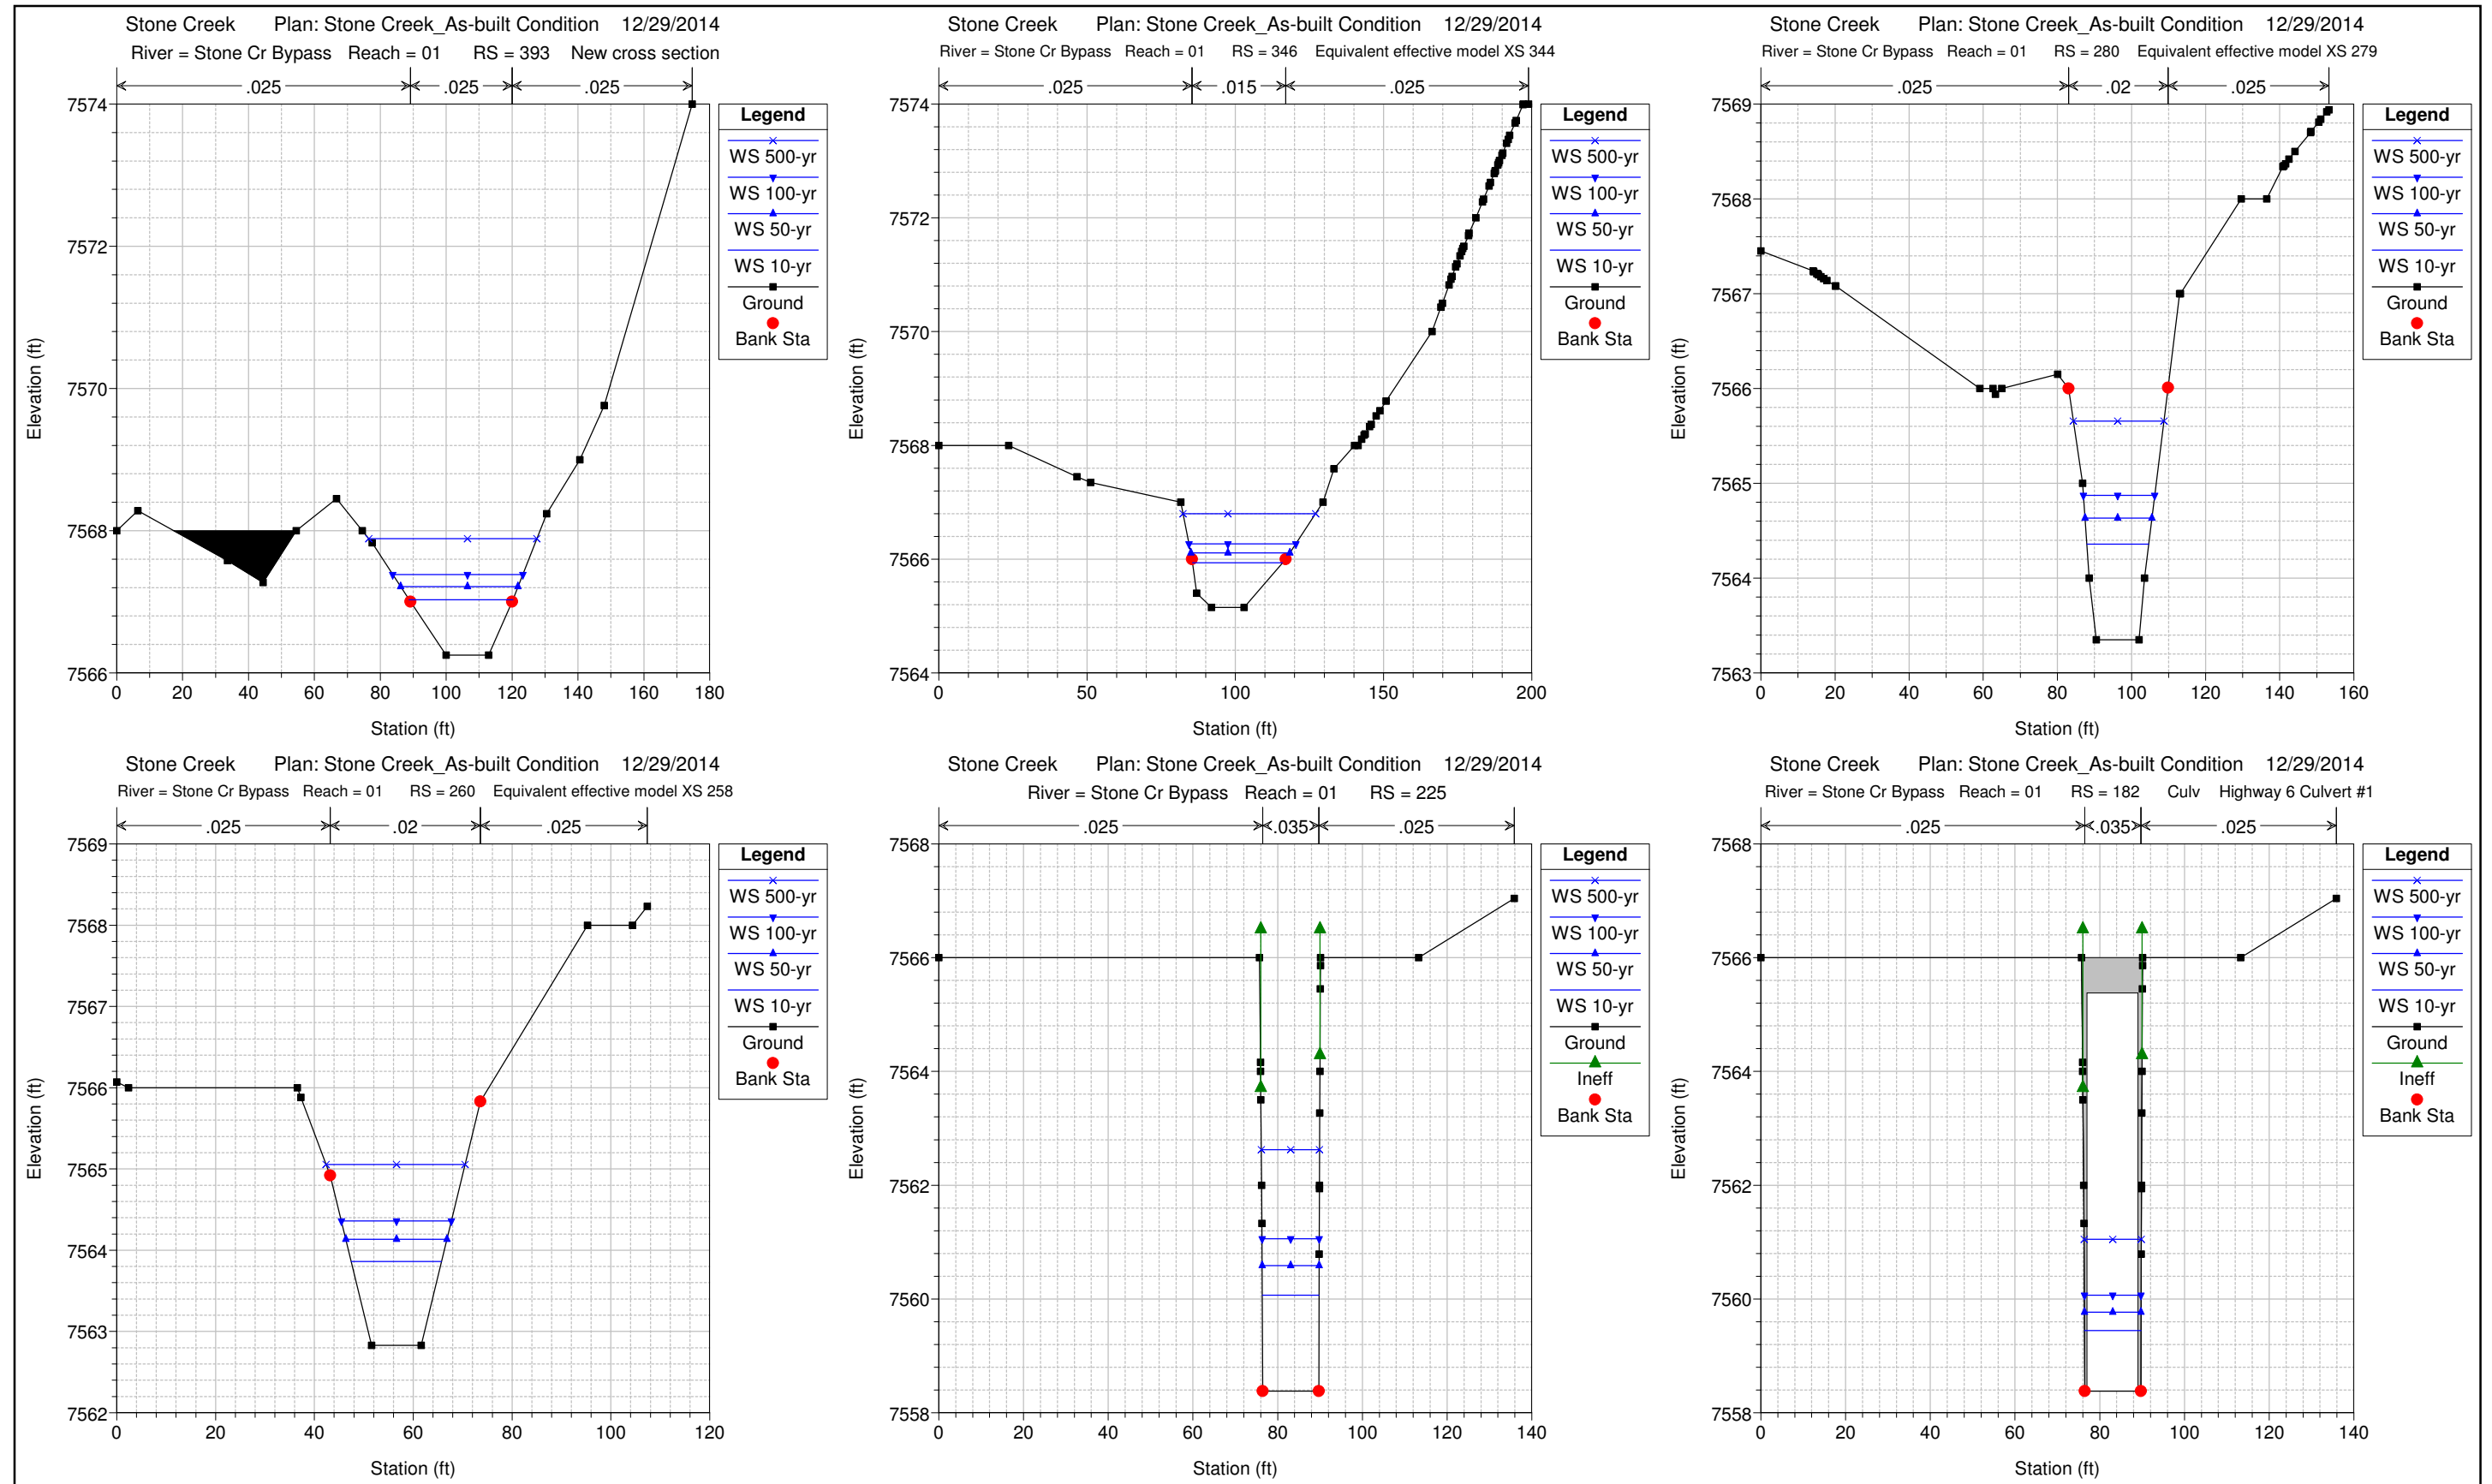 Stone Creek Plan: Stone Creek_As-built Condition 12/29/2014
River = Stone Cr Bypass Reach = 01 RS = 393 New cross section
.025 .025 .025
7574
7572
7570
7568
7566
Elevation (ft)
0 20 40 60 80 100 120 140 160 180
Station (ft)
Legend
WS 500-yr
WS 100-yr
WS 50-yr
WS 10-yr
Ground
Bank Sta
Stone Creek Plan: Stone Creek_As-built Condition 12/29/2014
River = Stone Cr Bypass Reach = 01 RS = 346 Equivalent effective model XS 344
.025 .015 .025
7574
7572
7570
7568
7566
7564
Elevation (ft)
0 50 100 150 200
Station (ft)
Legend
WS 500-yr
WS 100-yr
WS 50-yr
WS 10-yr
Ground
Bank Sta
Stone Creek Plan: Stone Creek_As-built Condition 12/29/2014
River = Stone Cr Bypass Reach = 01 RS = 280 Equivalent effective model XS 279
.025 .02 .025
7569
7568
7567
7566
7565
7564
7563
Elevation (ft)
0 20 40 60 80 100 120 140 160
Station (ft)
Legend
WS 500-yr
WS 100-yr
WS 50-yr
WS 10-yr
Ground
Bank Sta
Stone Creek Plan: Stone Creek_As-built Condition 12/29/2014
River = Stone Cr Bypass Reach = 01 RS = 260 Equivalent effective model XS 258
.025 .02 .025
7569
7568
7567
7566
7565
7564
7563
7562
Elevation (ft)
0 20 40 60 80 100 120
Station (ft)
Legend
WS 500-yr
WS 100-yr
WS 50-yr
WS 10-yr
Ground
Bank Sta
Stone Creek Plan: Stone Creek_As-built Condition 12/29/2014
River = Stone Cr Bypass Reach = 01 RS = 225
.025 .035 .025
7568
7566
7564
7562
7560
7558
Elevation (ft)
0 20 40 60 80 100 120 140
Station (ft)
Legend
WS 500-yr
WS 100-yr
WS 50-yr
WS 10-yr
Ground
Ineff
Bank Sta
Stone Creek Plan: Stone Creek_As-built Condition 12/29/2014
River = Stone Cr Bypass Reach = 01 RS = 182 Culv Highway 6 Culvert #1
.025 .035 .025
7568
7566
7564
7562
7560
7558
Elevation (ft)
0 20 40 60 80 100 120 140
Station (ft)
Legend
WS 500-yr
WS 100-yr
WS 50-yr
WS 10-yr
Ground
Ineff
Bank Sta